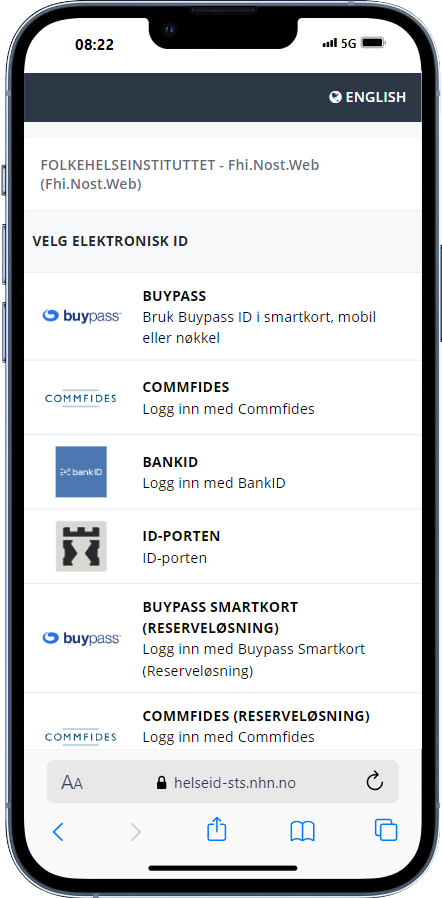 08:22
5G
ENGLISH
FOLKEHELSEINSTITUTTET - Fhi.Nost.Web
(Fhi.Nost.Web)
VELG ELEKTRONISK ID
buypass
BUYPASS
Bruk Buypass ID i smartkort, mobil
eller nøkkel
COMMFIDES
COMMFIDES
Logg inn med Commfides
bankID
BANKID
Logg inn med BankID
ID-PORTEN
ID-porten
buypass
BUYPASS SMARTKORT
(RESERVELØSNING)
Logg inn med Buypass Smartkort
(Reserveløsning)
COMMFIDES
COMMFIDES (RESERVELØSNING)
Logg inn med Commfides
AA
helseid-sts.nhn.no